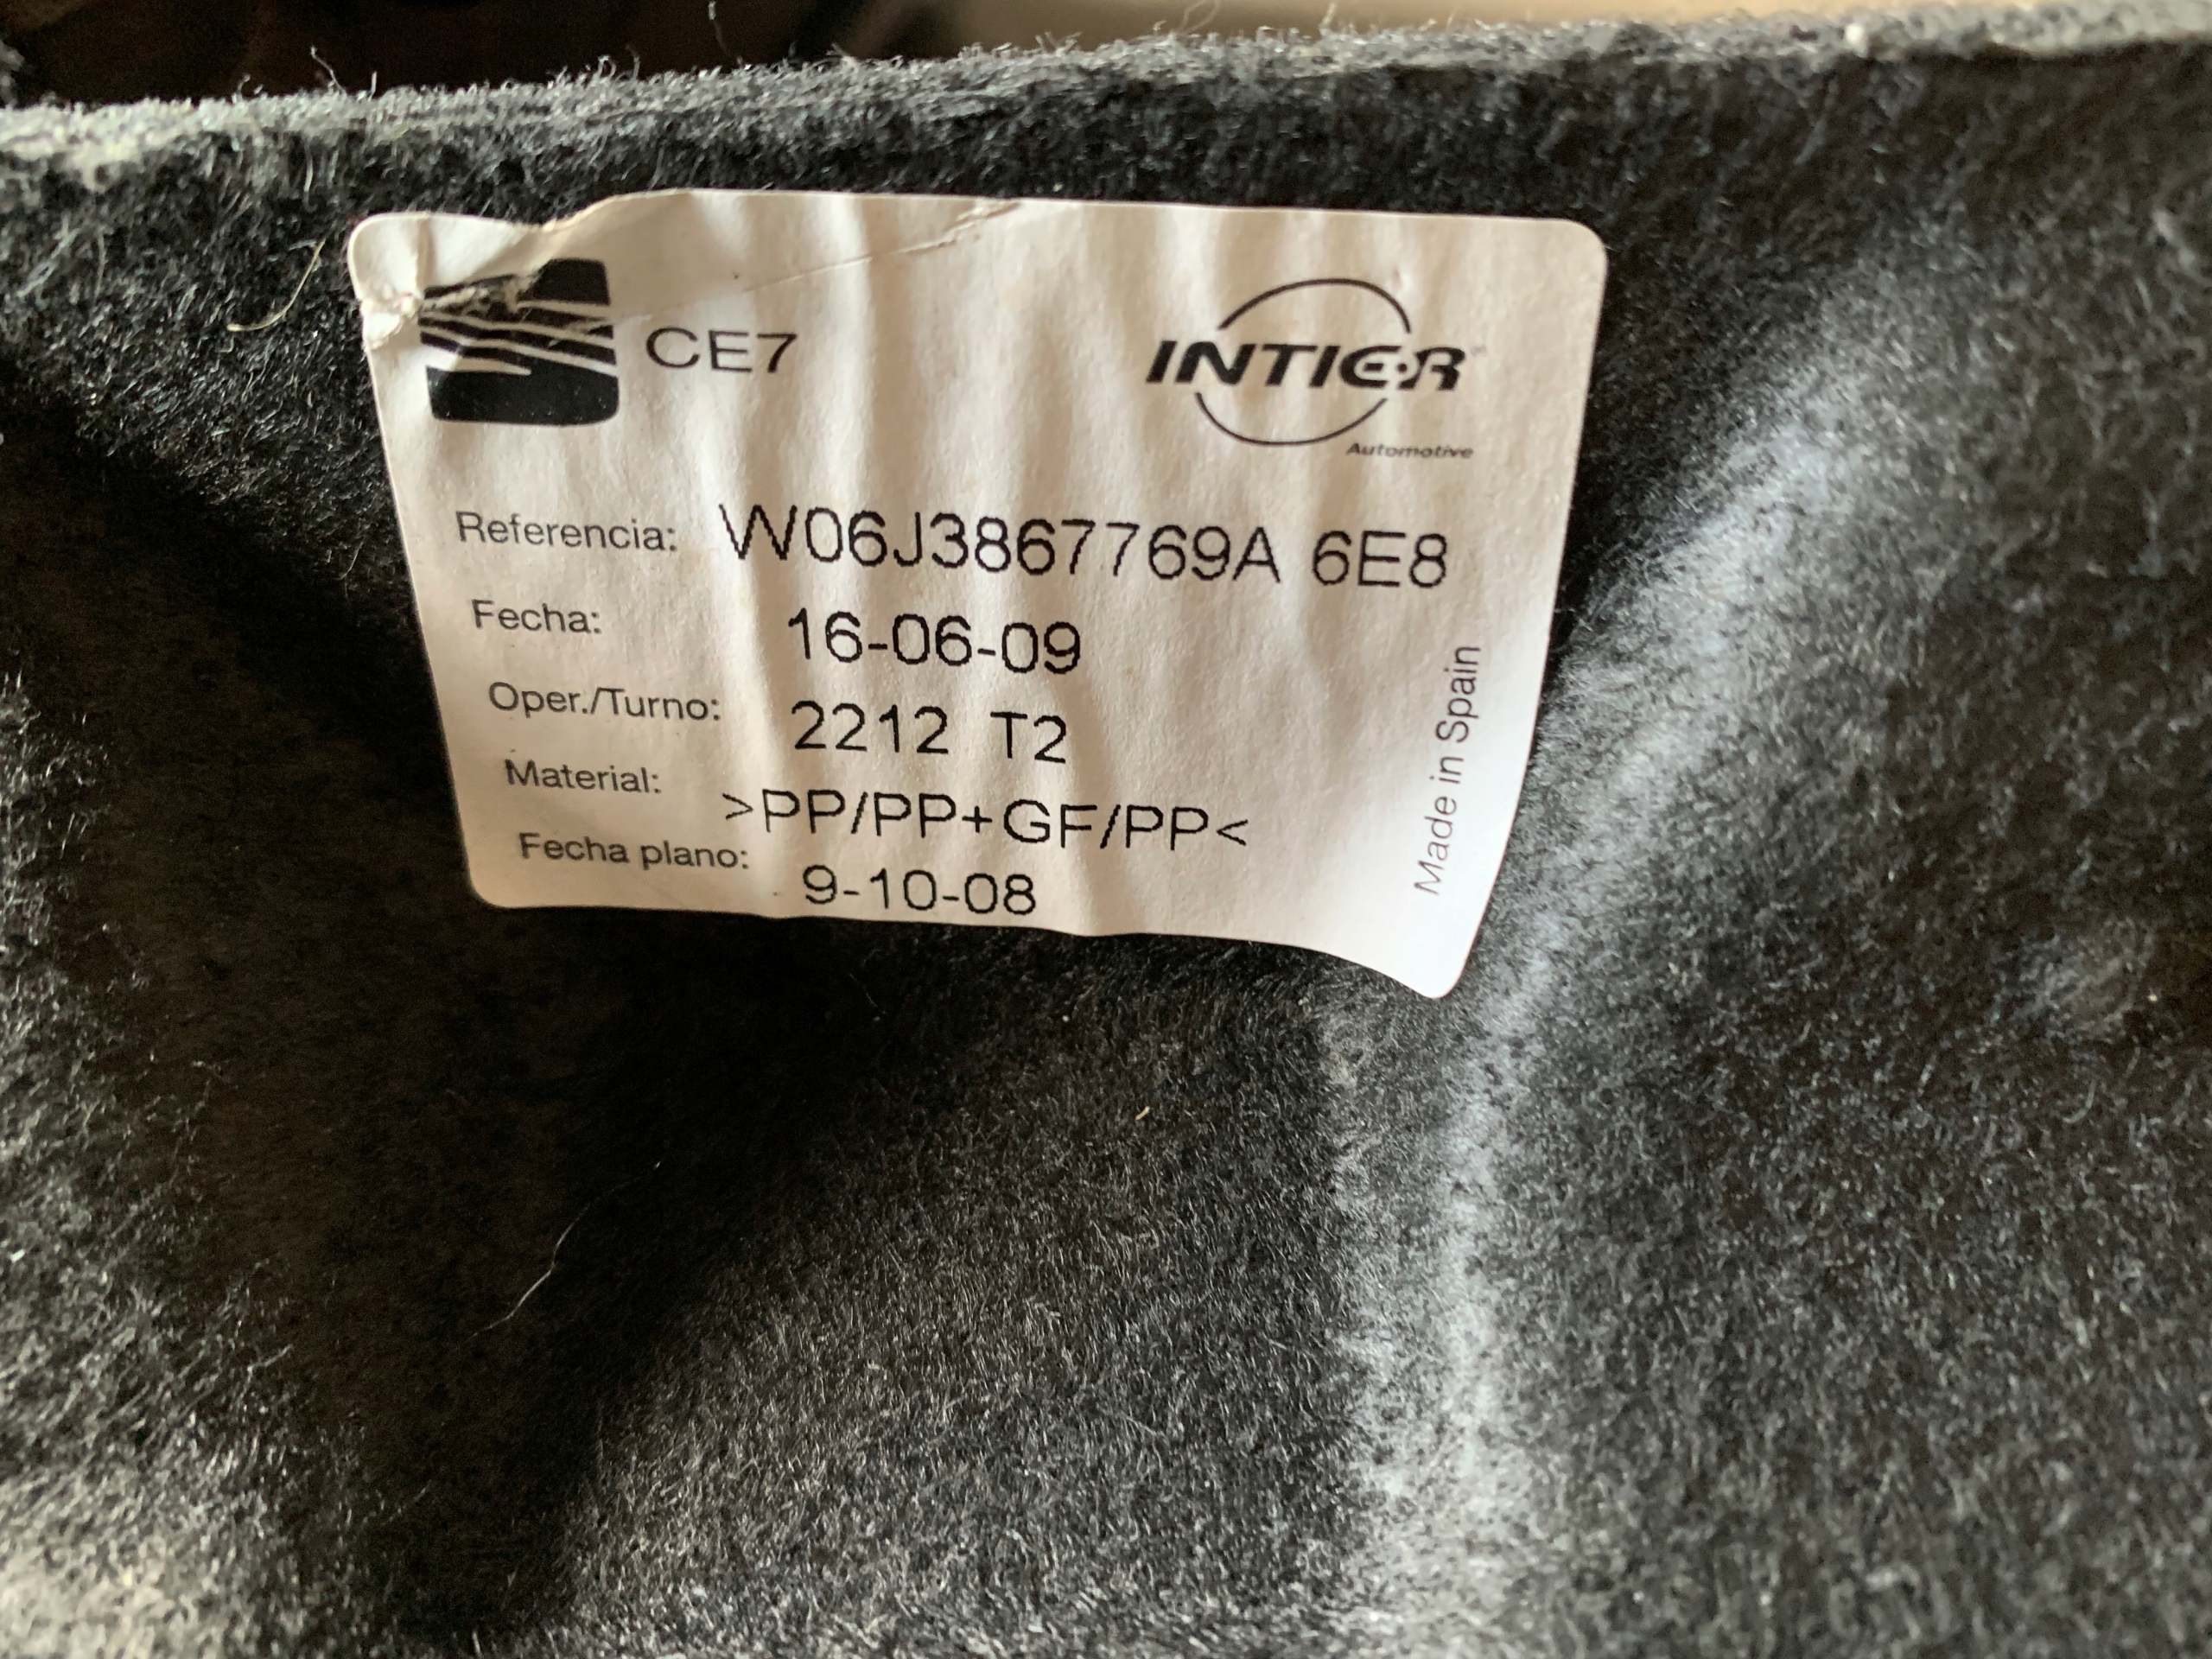 CE7
INTIER
Automotive
Referencia: W06J3867769A 6E8
Fecha: 16-06-09
Oper./Turno: 2212 T2
Material: >PP/PP+GF/PP<
Fecha plano: 9-10-08
Made in Spain